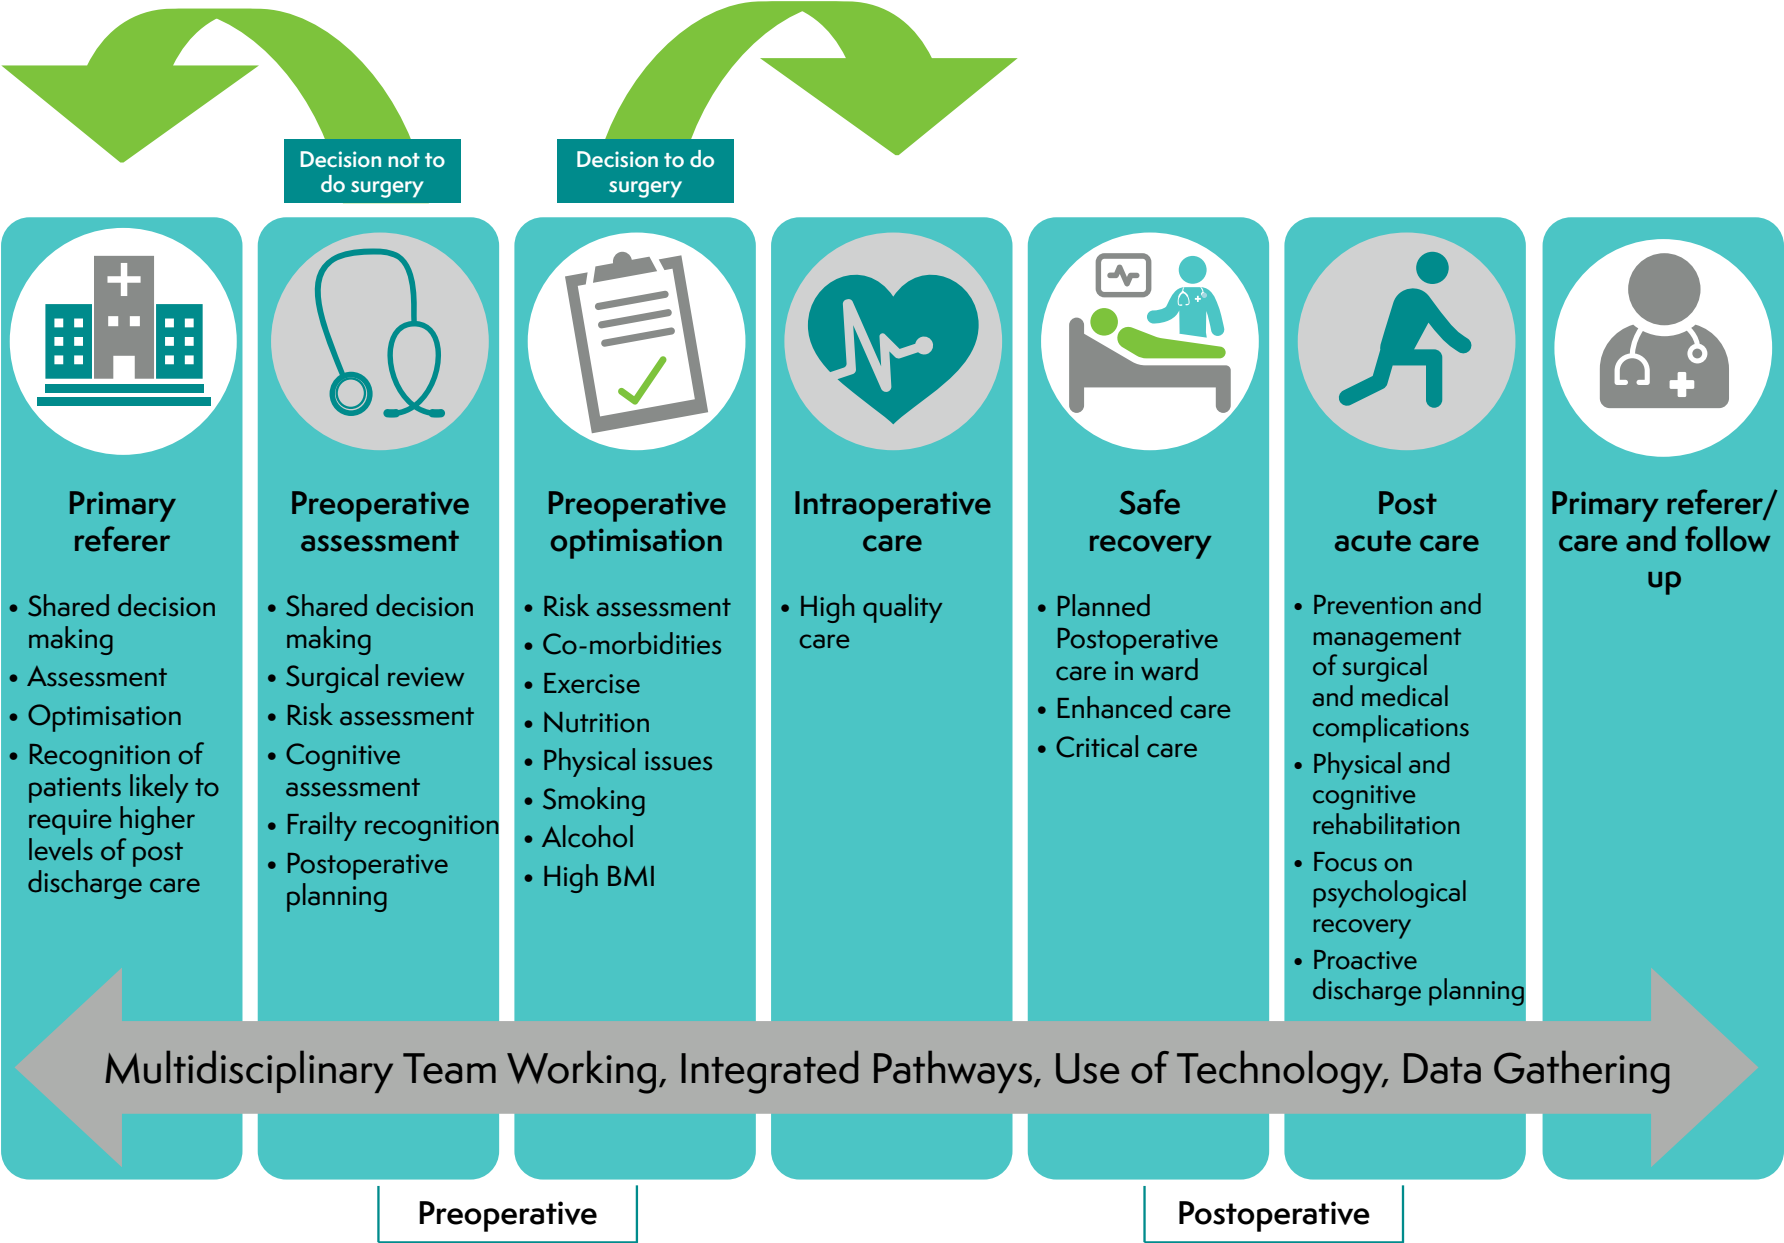 Decision not to
do surgery
Decision to do
surgery
Primary
referer
• Shared decision
making
• Assessment
• Optimisation
• Recognition of
patients likely to
require higher
levels of post
discharge care
Preoperative
assessment
• Shared decision
making
• Surgical review
• Risk assessment
• Cognitive
assessment
• Frailty recognition
• Postoperative
planning
Preoperative
optimisation
• Risk assessment
• Co-morbidities
• Exercise
• Nutrition
• Physical issues
• Smoking
• Alcohol
• High BMI
Intraoperative
care
• High quality
care
Safe
recovery
• Planned
Postoperative
care in ward
• Enhanced care
• Critical care
Post
acute care
• Prevention and
management
of surgical
and medical
complications
• Physical and
cognitive
rehabilitation
• Focus on
psychological
recovery
• Proactive
discharge planning
Primary referer/
care and follow
up
Multidisciplinary Team Working, Integrated Pathways, Use of Technology, Data Gathering
Preoperative
Postoperative